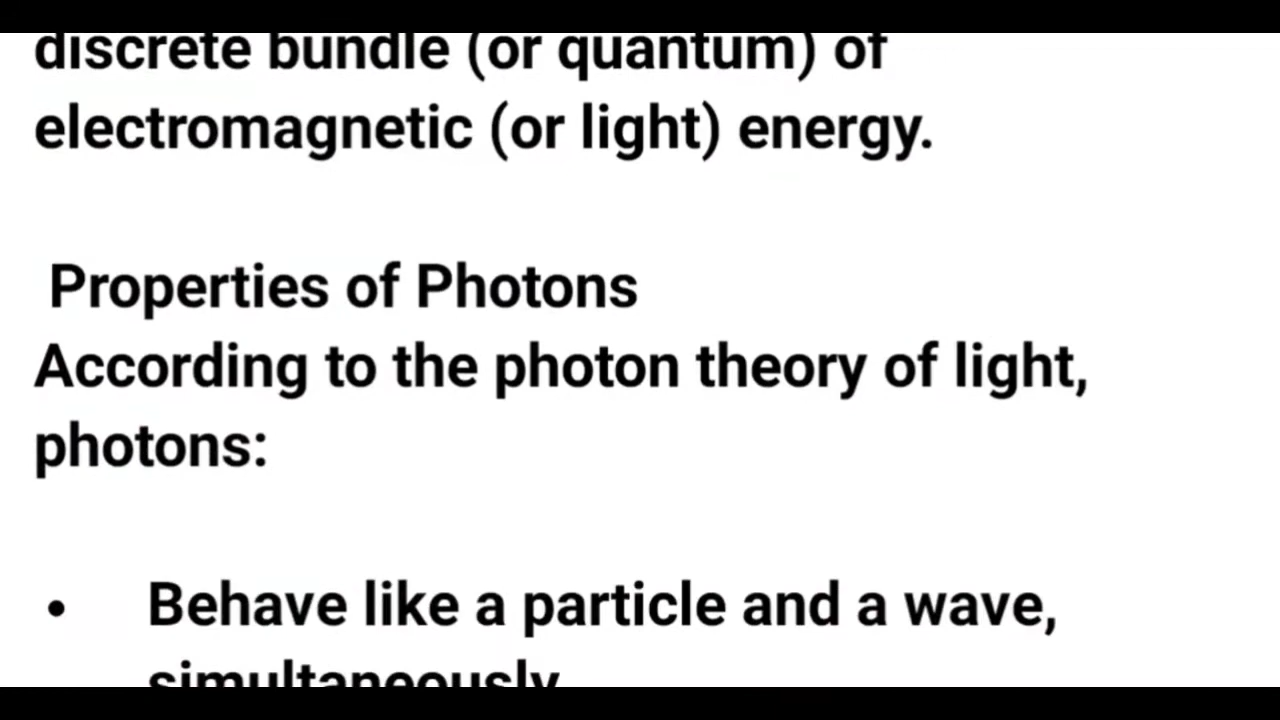 discrete bundle (or quantum) of
electromagnetic (or light) energy.
Properties of Photons
According to the photon theory of light,
photons:
• Behave like a particle and a wave,
simultaneously